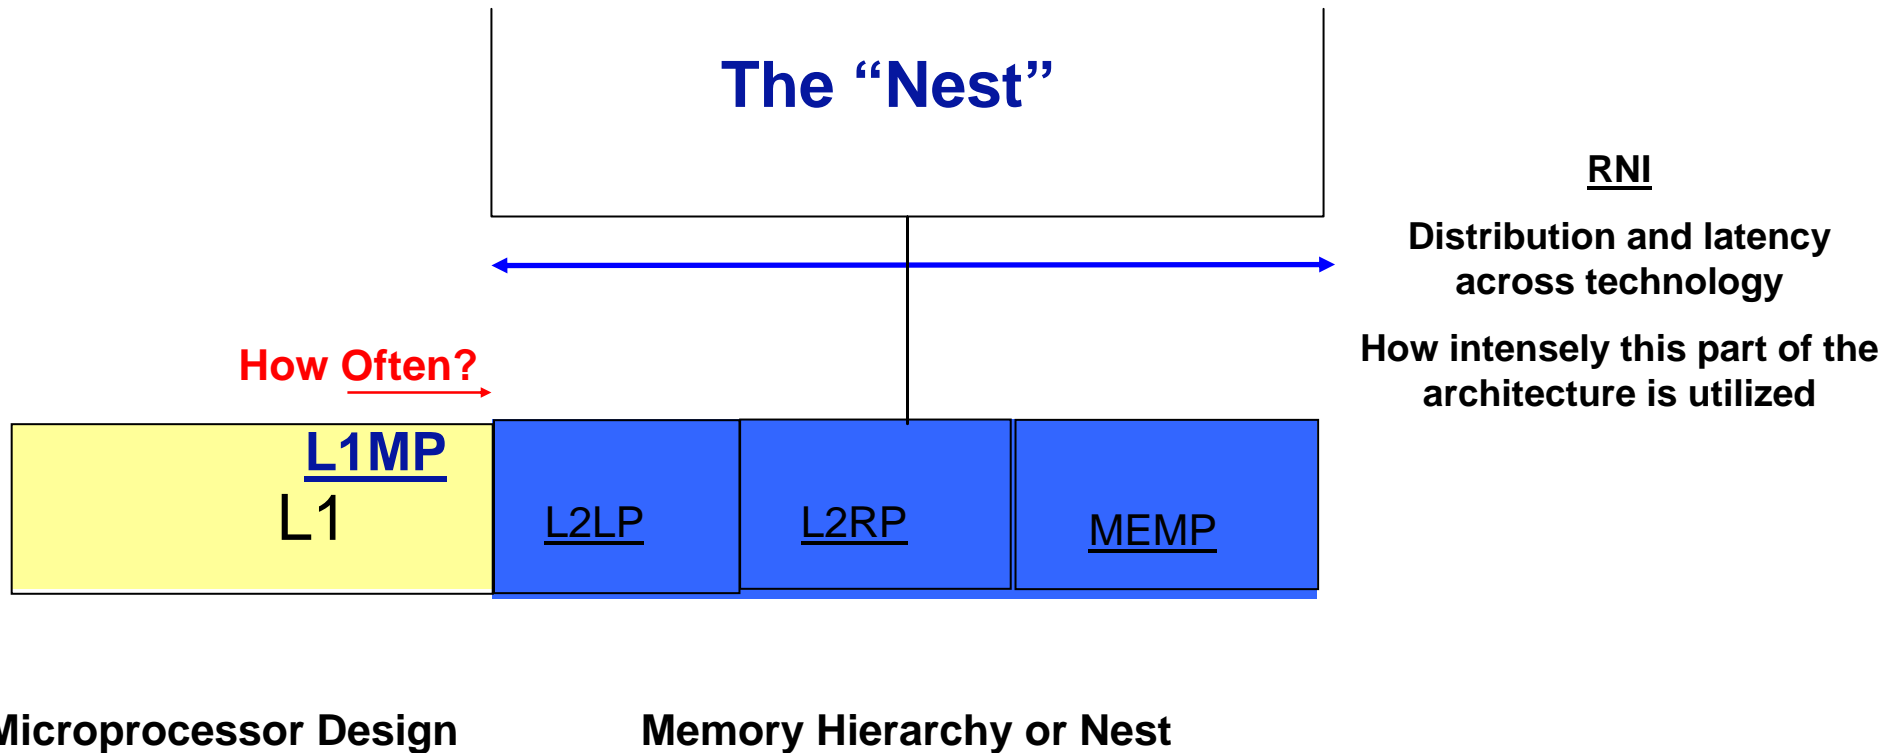 The “Nest”
RNI
Distribution and latency
across technology
How intensely this part of the
architecture is utilized
How Often?
L1MP
L1
L2LP
L2RP
MEMP
Microprocessor Design
Memory Hierarchy or Nest